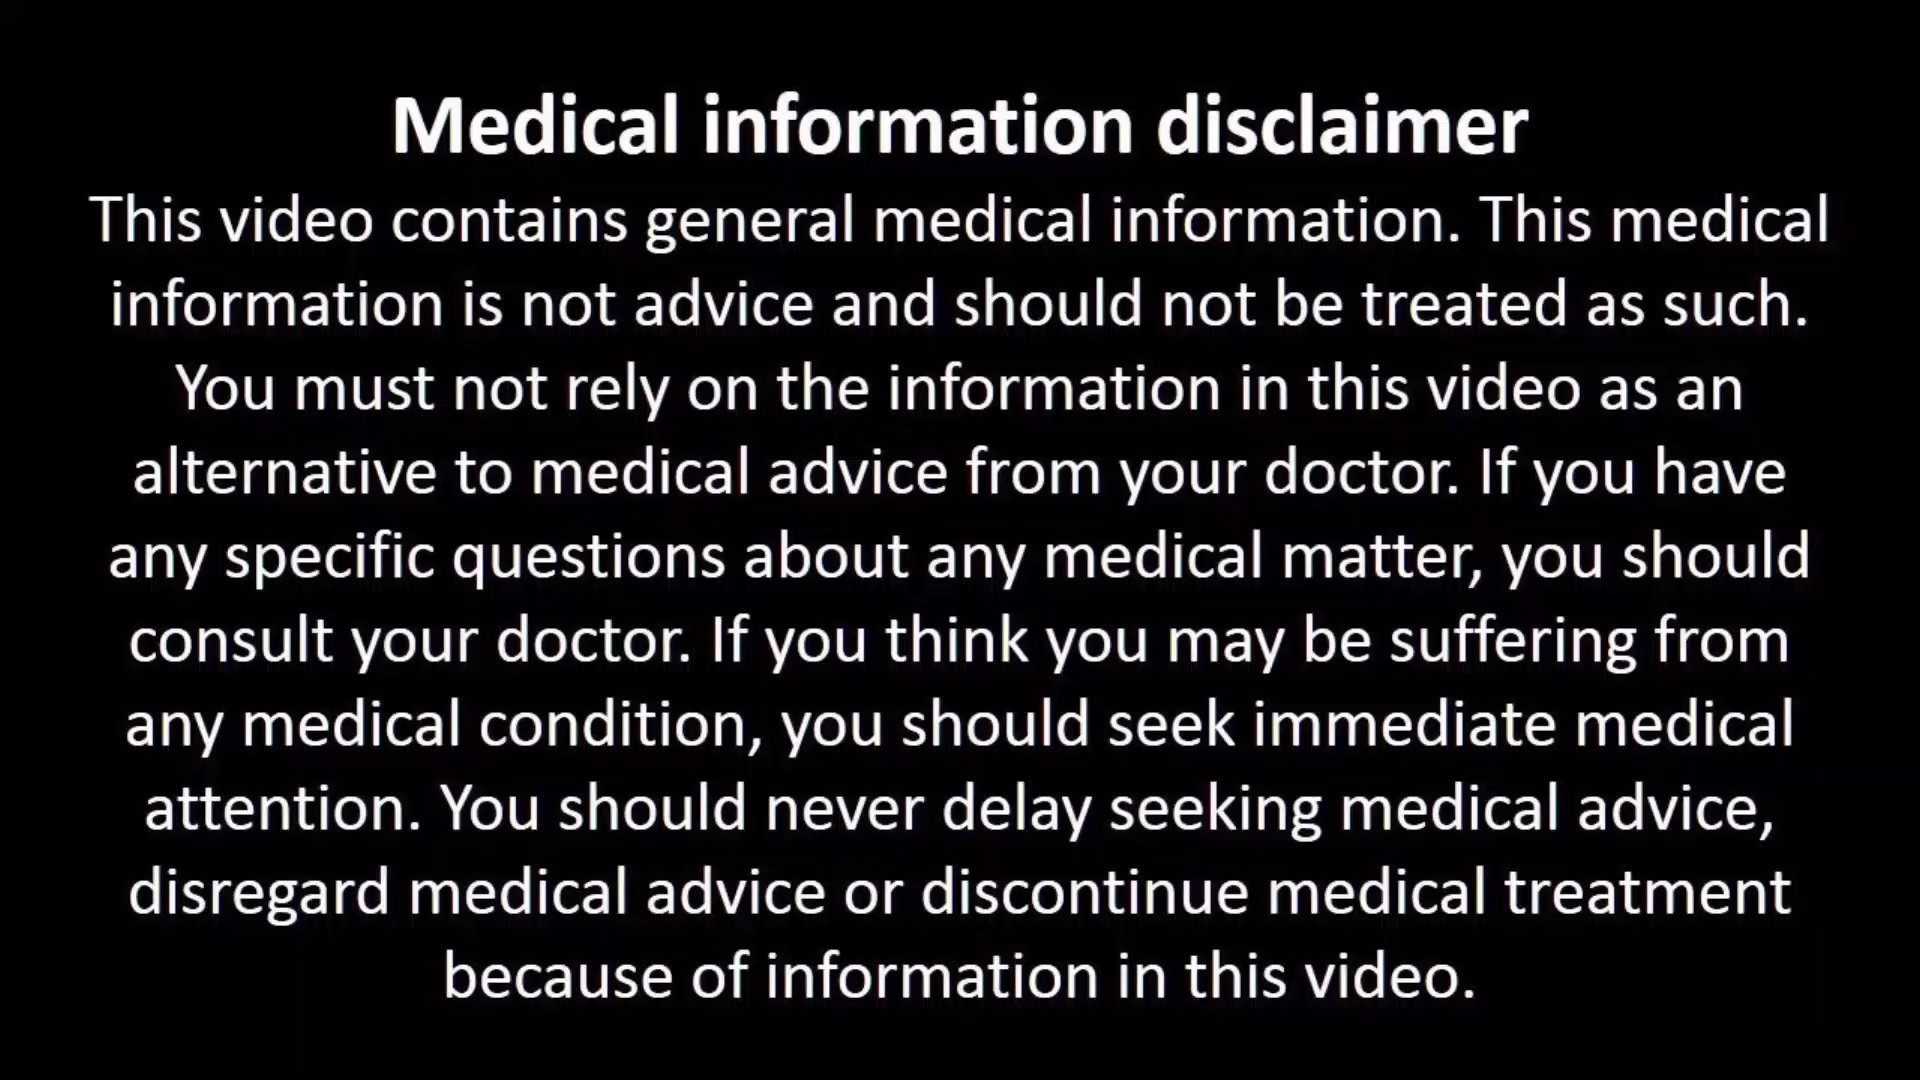 Medical information disclaimer
This video contains general medical information. This medical
information is not advice and should not be treated as such.
You must not rely on the information in this video as an
alternative to medical advice from your doctor. If you have
any specific questions about any medical matter, you should
consult your doctor. If you think you may be suffering from
any medical condition, you should seek immediate medical
attention. You should never delay seeking medical advice,
disregard medical advice or discontinue medical treatment
because of information in this video.